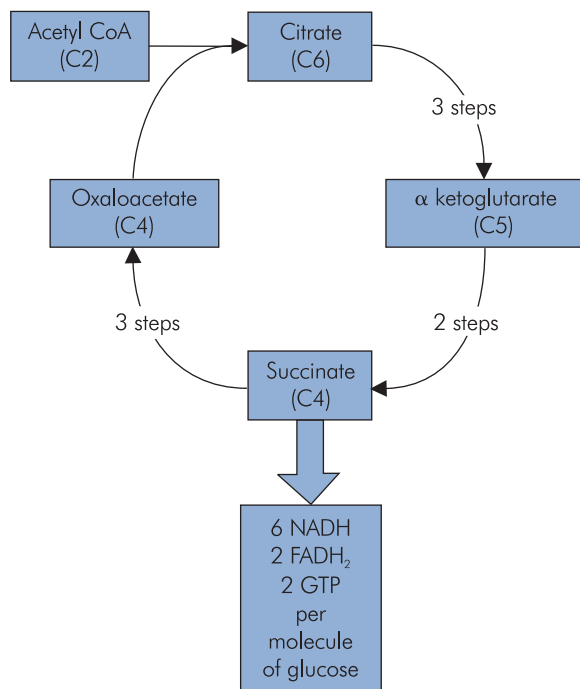 Acetyl CoA
(C2)
Citrate
(C6)
3 steps
Oxaloacetate
(C4)
α ketoglutarate
(C5)
3 steps
2 steps
Succinate
(C4)
6 NADH
2 FADH₂
2 GTP
per
molecule
of glucose